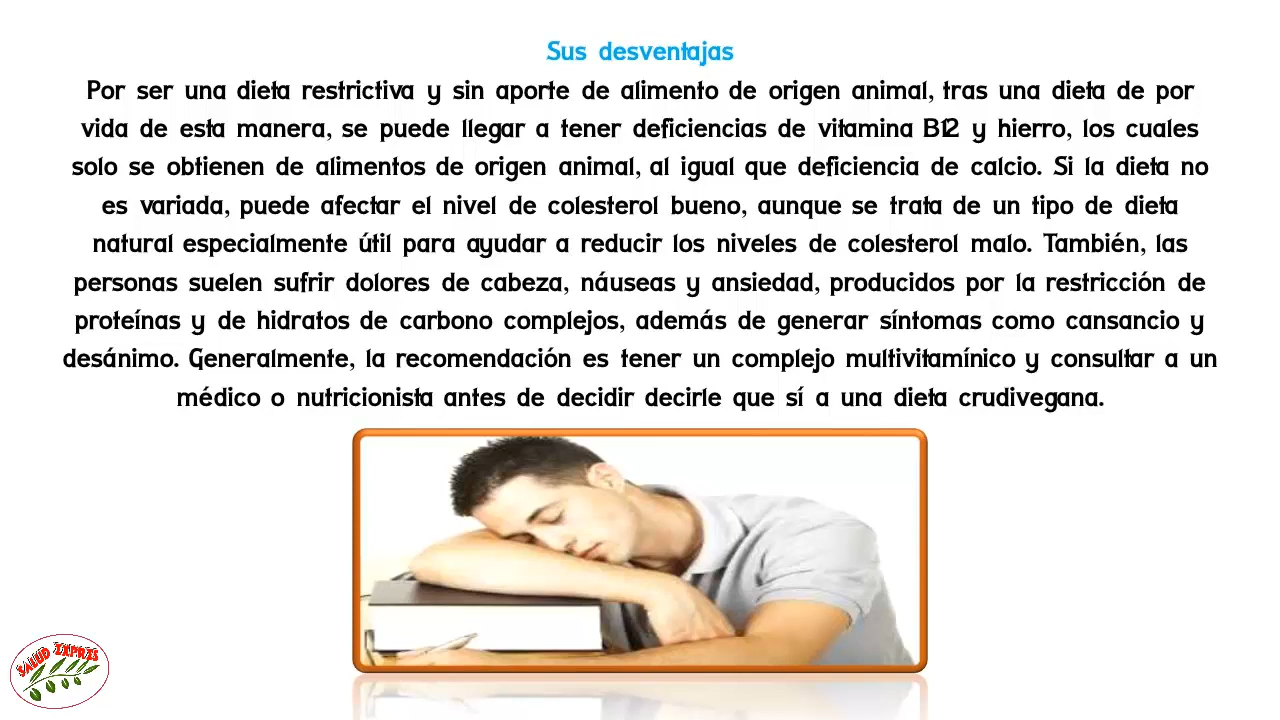 Sus desventajas
Por ser una dieta restrictiva y sin aporte de alimento de origen animal, tras una dieta de por
vida de esta manera, se puede llegar a tener deficiencias de vitamina B12 y hierro, los cuales
solo se obtienen de alimentos de origen animal, al igual que deficiencia de calcio. Si la dieta no
es variada, puede afectar el nivel de colesterol bueno, aunque se trata de un tipo de dieta
natural especialmente útil para ayudar a reducir los niveles de colesterol malo. También, las
personas suelen sufrir dolores de cabeza, náuseas y ansiedad, producidos por la restricción de
proteínas y de hidratos de carbono complejos, además de generar síntomas como cansancio y
desánimo. Generalmente, la recomendación es tener un complejo multivitamínico y consultar a un
médico o nutricionista antes de decidir decirle que sí a una dieta crudivegana.
SALUD EXPRÉS